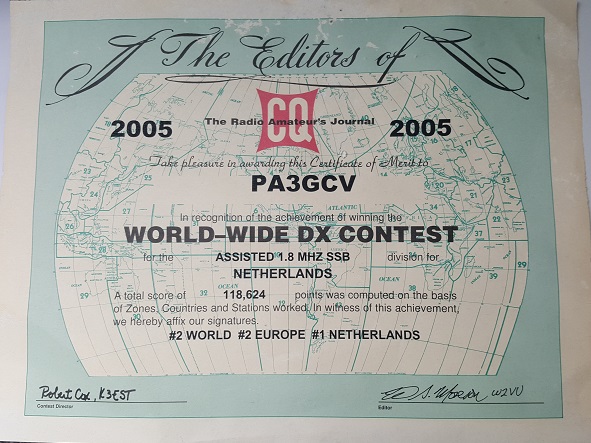 The Editors of
2005 The Radio Amateur's Journal 2005
CQ
Take pleasure in awarding this Certificate of Merit to
PA3GCV
In recognition of the achievement of winning the
WORLD-WIDE DX CONTEST
for the ASSISTED 1.8 MHZ SSB division for
NETHERLANDS
A total score of 118,624 points was computed on the basis
of Zones, Countries and Stations worked. In witness of this achievement,
we hereby affix our signatures.
#2 WORLD #2 EUROPE #1 NETHERLANDS
Robert Cox, K3EST
Contest Director
W2VU
Editor